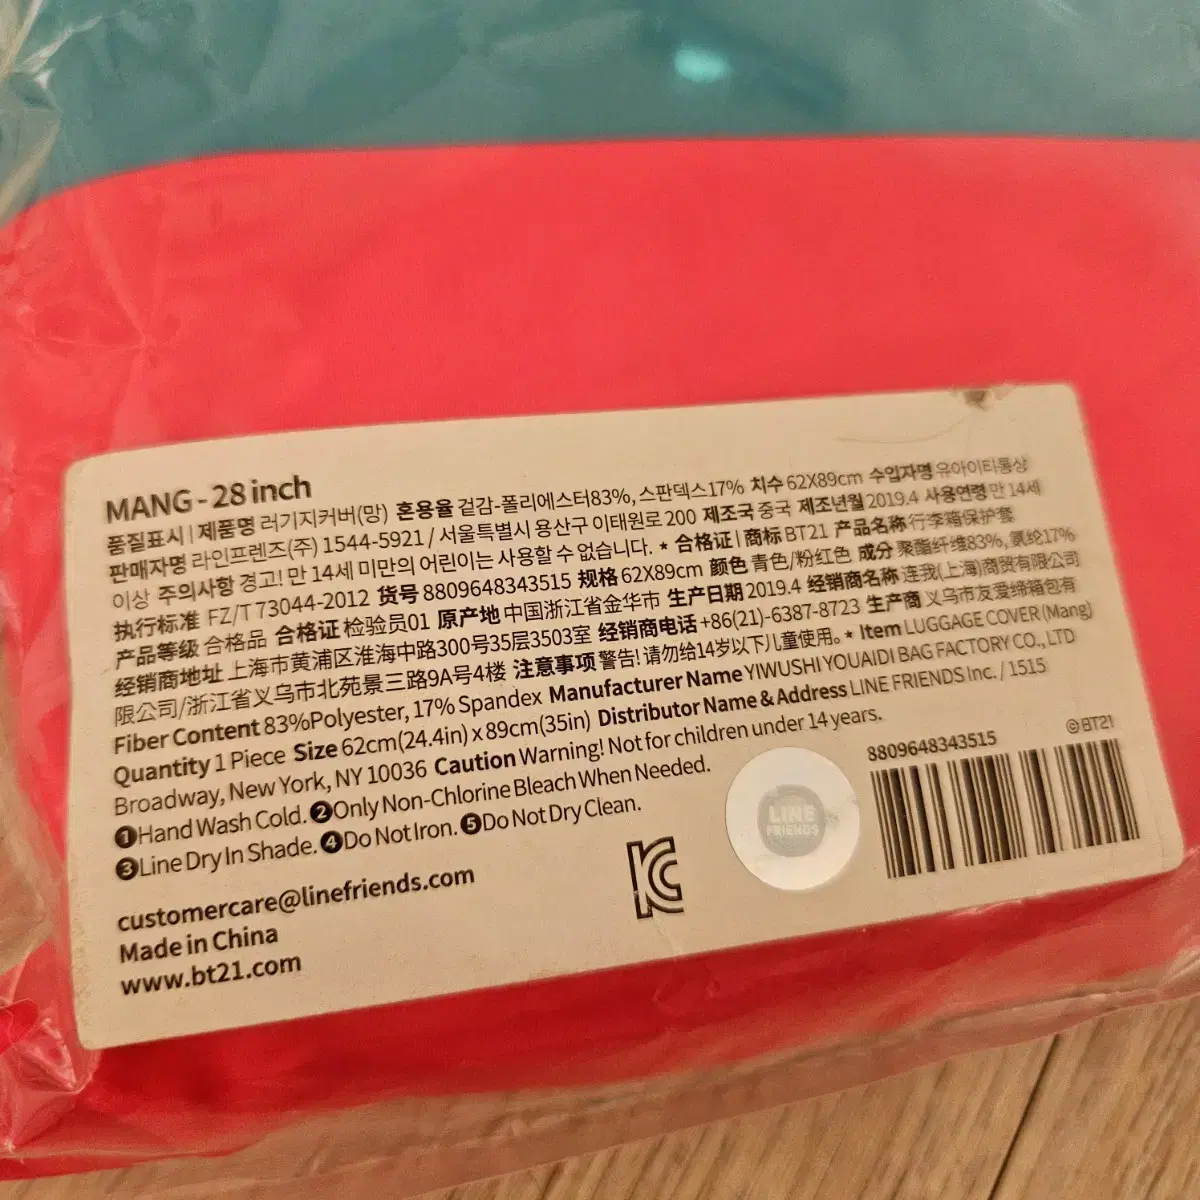 MANG - 28 inch
품질표시 | 제품명 러기지커버(망) 혼용율 겉감-폴리에스터83%, 스판덱스17% 치수 62X89cm 수입자명 유아이티통상
판매자명 라인프렌즈(주) 1544-5921 / 서울특별시 용산구 이태원로 200 제조국 중국 제조년월 2019.4 사용연령 만 14세
이상 주의사항 경고! 만 14세 미만의 어린이는 사용할 수 없습니다. * 合格证 | 商标 BT21 产品名称 行李箱保护套
执行标准 FZ/T 73044-2012 货号 8809648343515 规格 62X89cm 颜色 青色/粉红色 成分 聚酯纤维83%, 氨纶17%
产品等级 合格品 合格证 检验员01 原产地 中国浙江省金华市 生产日期 2019.4 经销商名称 连我(上海)商贸有限公司
经销商地址 上海市黄浦区淮海中路300号35层3503室 经销商电话 +86(21)-6387-8723 生产商 义乌市友爱缔箱包有
限公司/浙江省义乌市北苑景三路9A号4楼 注意事项 警告! 请勿给14岁以下儿童使用。* Item LUGGAGE COVER (Mang)
Fiber Content 83%Polyester, 17% Spandex Manufacturer Name YIWUSHI YOUAIDI BAG FACTORY CO., LTD
Quantity 1 Piece Size 62cm(24.4in) x 89cm(35in) Distributor Name & Address LINE FRIENDS Inc. / 1515
Broadway, New York, NY 10036 Caution Warning! Not for children under 14 years.
❶Hand Wash Cold. ❷Only Non-Chlorine Bleach When Needed.
❸Line Dry In Shade. ❹Do Not Iron. ❺Do Not Dry Clean.
customercare@linefriends.com
Made in China
www.bt21.com
LINE
FRIENDS
8809648343515
©BT21